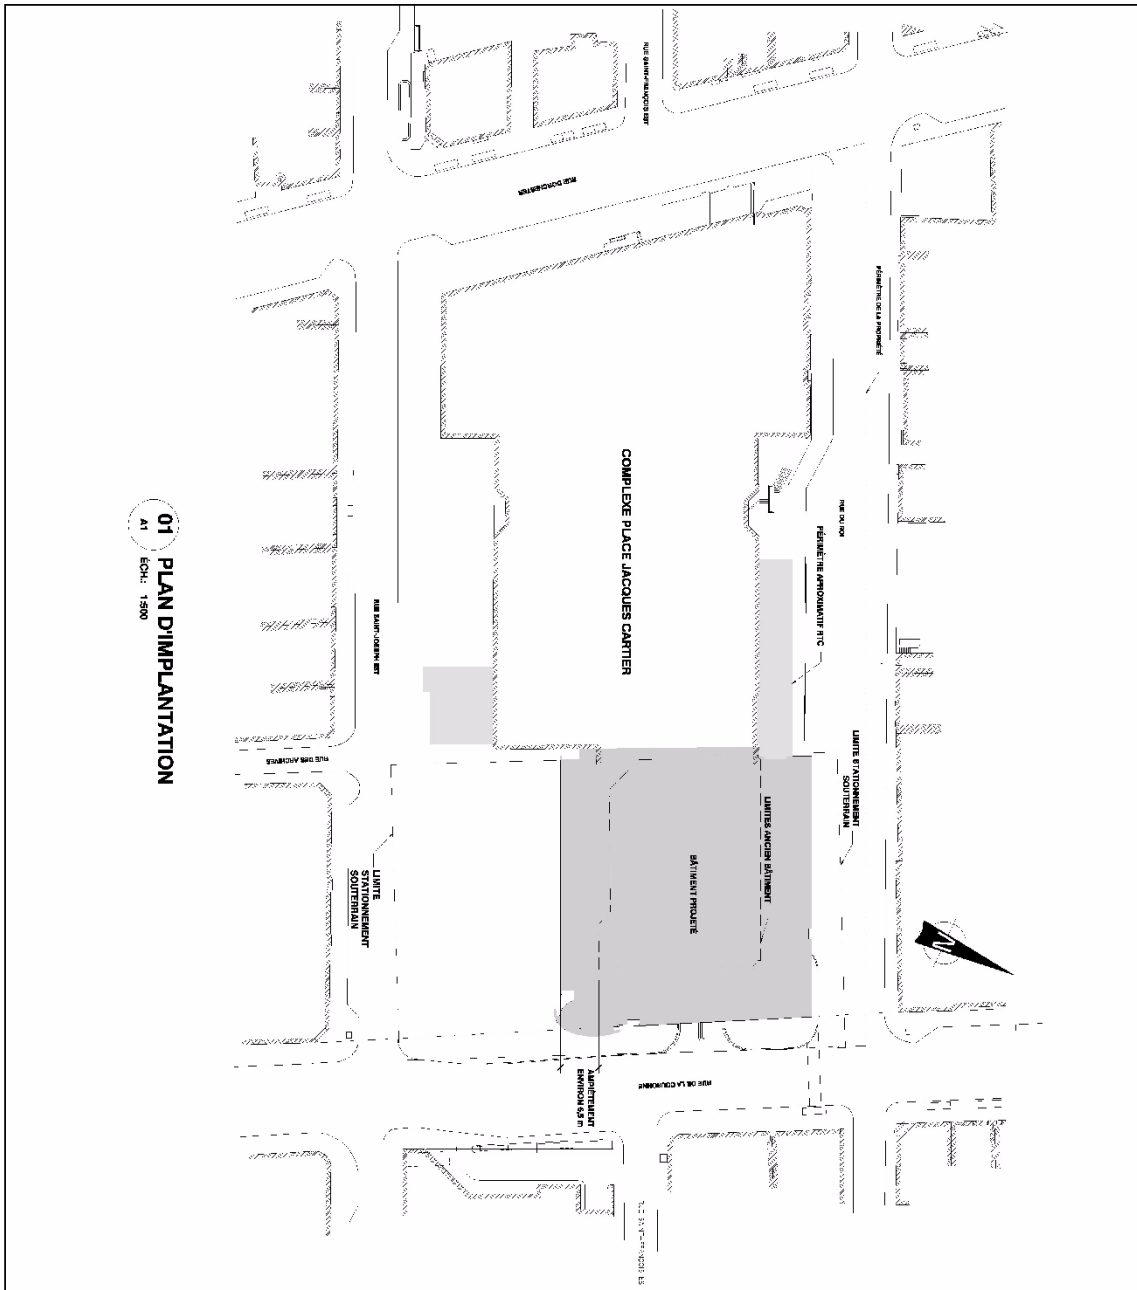 RUE SAINT-FRANÇOIS EST
RUE DORCHESTER
PÉRIMÈTRE DE LA PROPRIÉTÉ
COMPLEXE PLACE JACQUES CARTIER
RUE DU ROI
PÉRIMÈTRE APROXIMATIF RTC
01
A1
PLAN D'IMPLANTATION
ÉCH.: 1:500
RUE SAINT-JOSEPH EST
RUE DES ARCHIVES
LIMITE STATIONNEMENT
SOUTERRAIN
LIMITES ANCIEN BÂTIMENT
BÂTIMENT PROJETÉ
LIMITE
STATIONNEMENT
SOUTERRAIN
N
AMPIÈTEMENT
ENVIRON 6,5 m
RUE DE LA COURONNE